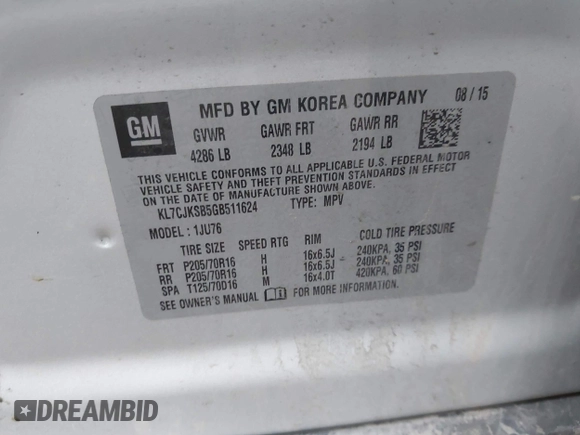 GM
MFD BY GM KOREA COMPANY 08/15
GVWR GAWR FRT GAWR RR
4286 LB 2348 LB 2194 LB
THIS VEHICLE CONFORMS TO ALL APPLICABLE U.S. FEDERAL MOTOR
VEHICLE SAFETY AND THEFT PREVENTION STANDARDS IN EFFECT
ON THE DATE OF MANUFACTURE SHOWN ABOVE.
KL7CJKSB5GB511624 TYPE: MPV
MODEL : 1JU76
TIRE SIZE SPEED RTG RIM COLD TIRE PRESSURE
FRT P205/70R16 H 16x6.5J 240KPA, 35 PSI
RR P205/70R16 H 16x6.5J 240KPA, 35 PSI
SPA T125/70D16 M 16x4.0T 420KPA, 60 PSI
SEE OWNER'S MANUAL FOR MORE INFORMATION.
DREAMBID